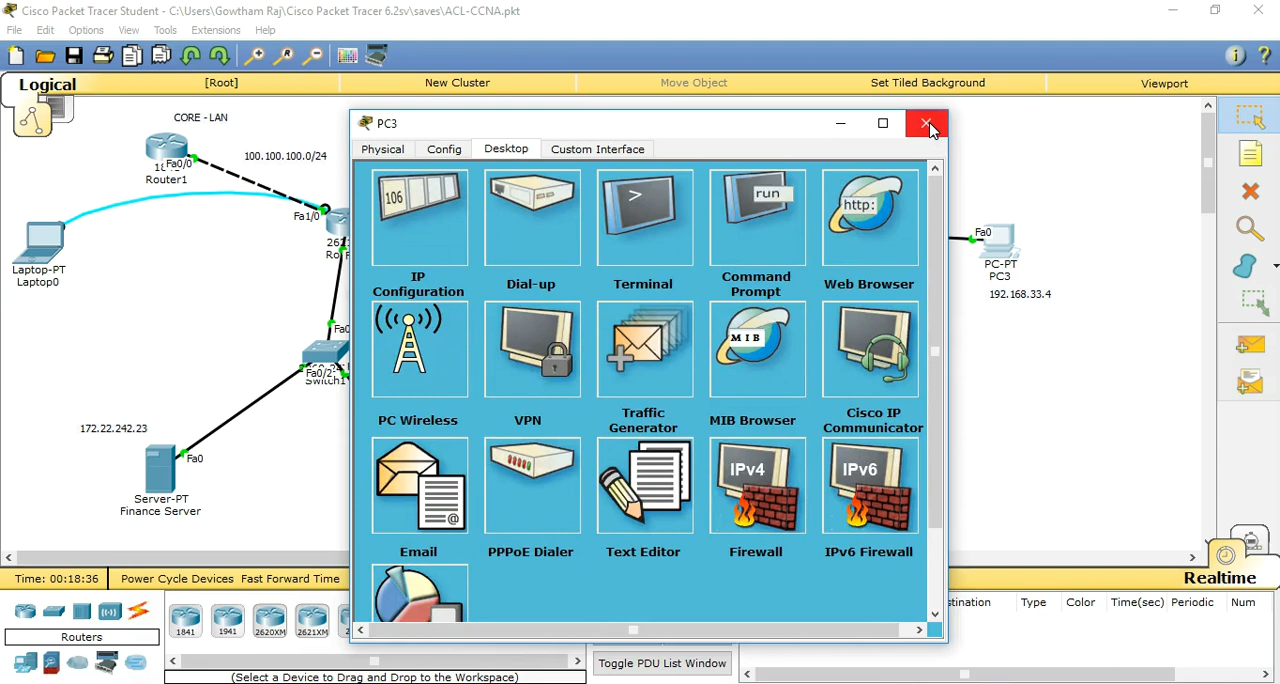 Cisco Packet Tracer Student - C:\Users\Gowtham Raj\Cisco Packet Tracer 6.2sv\saves\ACL-CCNA.pkt
File Edit Options View Tools Extensions Help
Logical
[Root]
New Cluster
Move Object
Set Tiled Background
Viewport
CORE - LAN
Fa0/0
Router1
100.100.100.0/24
Fa1/0
Laptop-PT
Laptop0
Fa0/2
Switch1
172.22.242.23
Fa0
Server-PT
Finance Server
PC3
Physical
Config
Desktop
Custom Interface
106
>
run
http:
IP
Configuration
Dial-up
Terminal
Command
Prompt
Web Browser
MIB
PC Wireless
VPN
Traffic
Generator
MIB Browser
Cisco IP
Communicator
@
IPv4
IPv6
Email
PPPoE Dialer
Text Editor
Firewall
IPv6 Firewall
Fa0
PC-PT
PC3
192.168.33.4
Time: 00:18:36
Power Cycle Devices Fast Forward Time
Realtime
Routers
1841
1941
2620XM
2621XM
(Select a Device to Drag and Drop to the Workspace)
Toggle PDU List Window
stination
Type
Color
Time(sec)
Periodic
Num